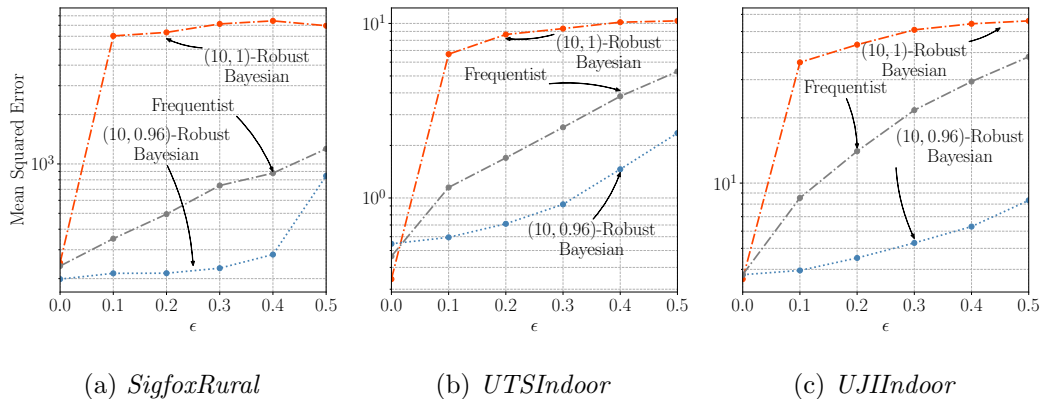 (10, 1)-Robust
Bayesian
Frequentist
(10, 0.96)-Robust
Bayesian
Mean Squared Error
10^3
0.0 0.1 0.2 0.3 0.4 0.5
ϵ
(a) SigfoxRural
10^1
(10, 1)-Robust
Bayesian
Frequentist
10^0
(10, 0.96)-Robust
Bayesian
0.0 0.1 0.2 0.3 0.4 0.5
ϵ
(b) UTSIndoor
(10, 1)-Robust
Bayesian
Frequentist
(10, 0.96)-Robust
Bayesian
10^1
0.0 0.1 0.2 0.3 0.4 0.5
ϵ
(c) UJIIndoor